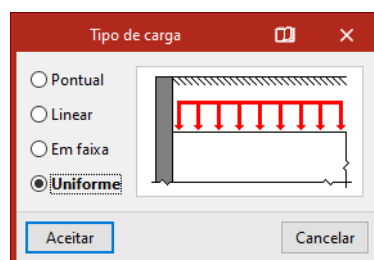 Tipo de carga
Pontual
Linear
Em faixa
Uniforme
Aceitar
Cancelar